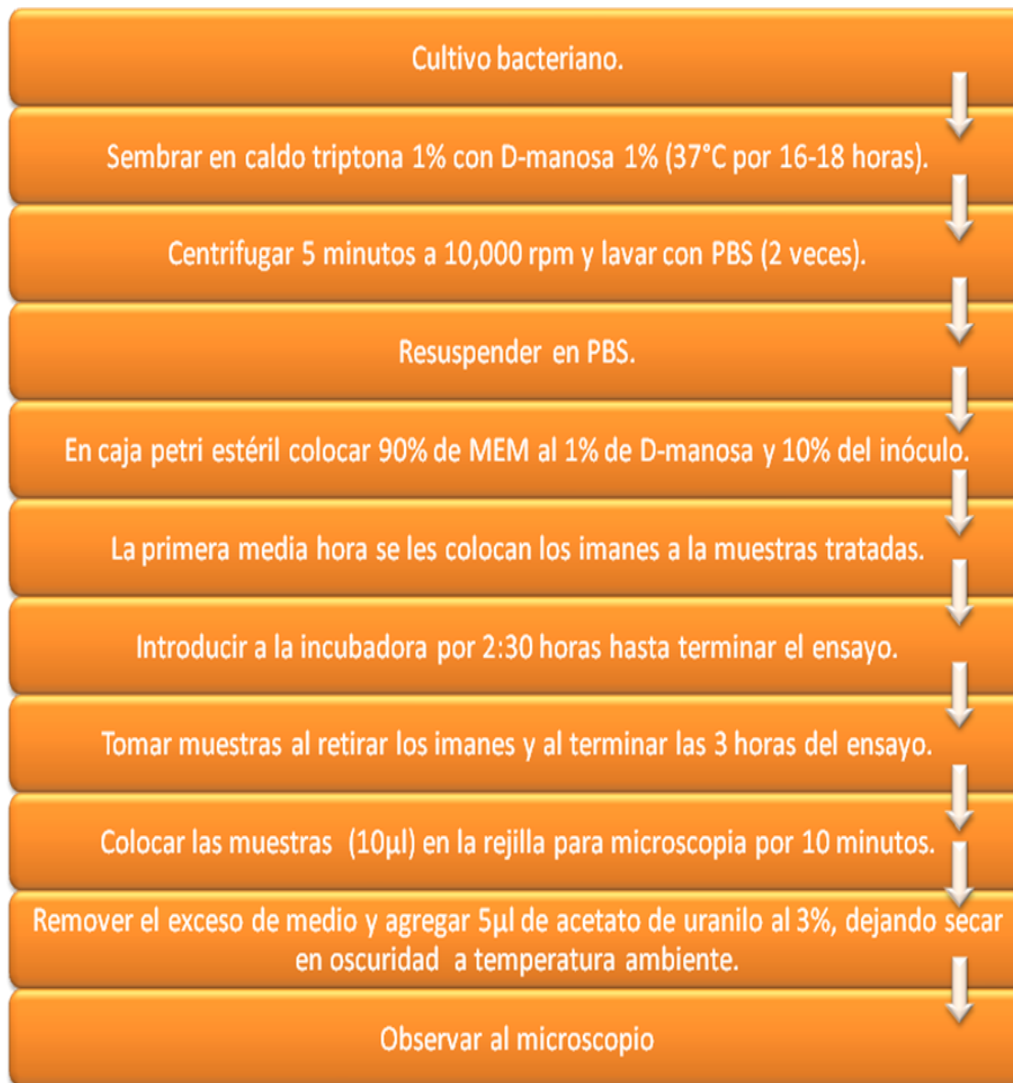 Cultivo bacteriano.
Sembrar en caldo triptona 1% con D-manosa 1% (37°C por 16-18 horas).
Centrifugar 5 minutos a 10,000 rpm y lavar con PBS (2 veces).
Resuspender en PBS.
En caja petri estéril colocar 90% de MEM al 1% de D-manosa y 10% del inóculo.
La primera media hora se les colocan los imanes a la muestras tratadas.
Introducir a la incubadora por 2:30 horas hasta terminar el ensayo.
Tomar muestras al retirar los imanes y al terminar las 3 horas del ensayo.
Colocar las muestras (10µl) en la rejilla para microscopia por 10 minutos.
Remover el exceso de medio y agregar 5µl de acetato de uranilo al 3%, dejando secar
en oscuridad a temperatura ambiente.
Observar al microscopio